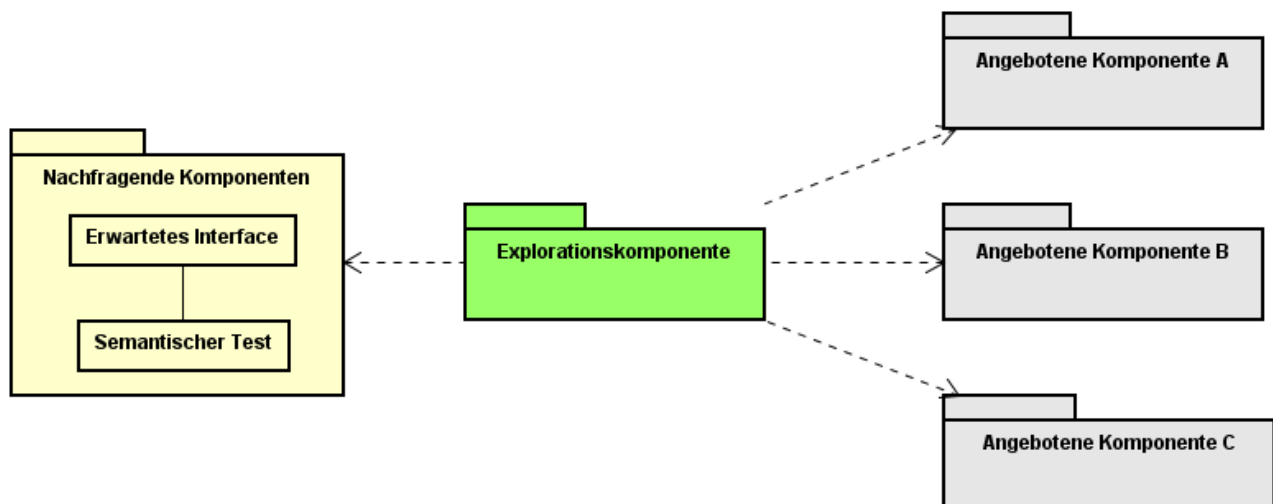 Nachfragende Komponenten
Erwartetes Interface
Semantischer Test
Explorationskomponente
Angebotene Komponente A
Angebotene Komponente B
Angebotene Komponente C